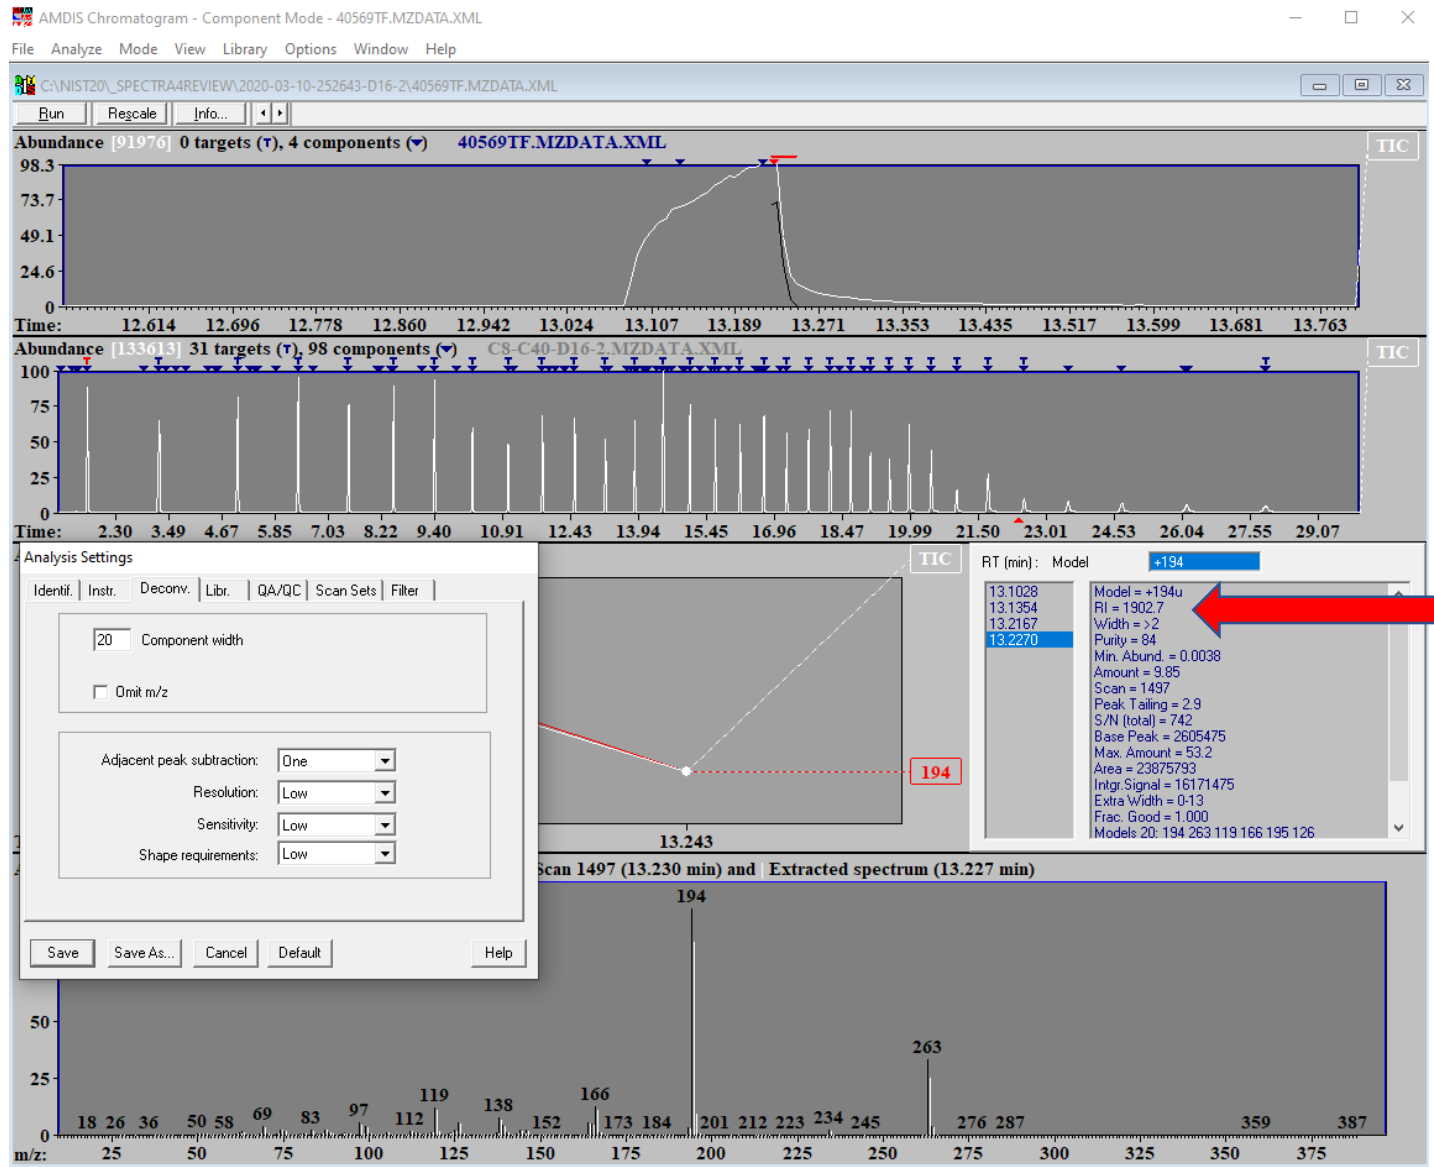 AMDIS Chromatogram - Component Mode - 40569TF.MZDATA.XML
File Analyze Mode View Library Options Window Help
C:\NIST20\_SPECTRA4REVIEW\2020-03-10-252643-D16-2\40569TF.MZDATA.XML
Run Rescale Info...
Abundance [91976] 0 targets (T), 4 components (▼) 40569TF.MZDATA.XML
TIC
98.3
73.7
49.1
24.6
0
Time: 12.614 12.696 12.778 12.860 12.942 13.024 13.107 13.189 13.271 13.353 13.435 13.517 13.599 13.681 13.763
Abundance [133613] 31 targets (T), 98 components (▼) C8-C40-D16-2.MZDATA.XML
TIC
100
75
50
25
0
Time: 2.30 3.49 4.67 5.85 7.03 8.22 9.40 10.91 12.43 13.94 15.45 16.96 18.47 19.99 21.50 23.01 24.53 26.04 27.55 29.07
Analysis Settings
Identif. Instr. Deconv. Libr. QA/QC Scan Sets Filter
20 Component width
Omit m/z
Adjacent peak subtraction: One
Resolution: Low
Sensitivity: Low
Shape requirements: Low
Save Save As... Cancel Default Help
TIC
194
13.243
RT (min) : Model +194
13.1028
13.1354
13.2167
13.2270
Model = +194u
RI = 1902.7
Width = >2
Purity = 84
Min. Abund. = 0.0038
Amount = 9.85
Scan = 1497
Peak Tailing = 2.9
S/N (total) = 742
Base Peak = 2605475
Max. Amount = 53.2
Area = 23875793
Intgr.Signal = 16171475
Extra Width = 0-13
Frac. Good = 1.000
Models 20: 194 263 119 166 195 126
Scan 1497 (13.230 min) and Extracted spectrum (13.227 min)
194
50
263
25
119 166
138
69 83 97 112
18 26 36 50 58 152 173 184 201 212 223 234 245 276 287 359 387
0
m/z: 25 50 75 100 125 150 175 200 225 250 275 300 325 350 375